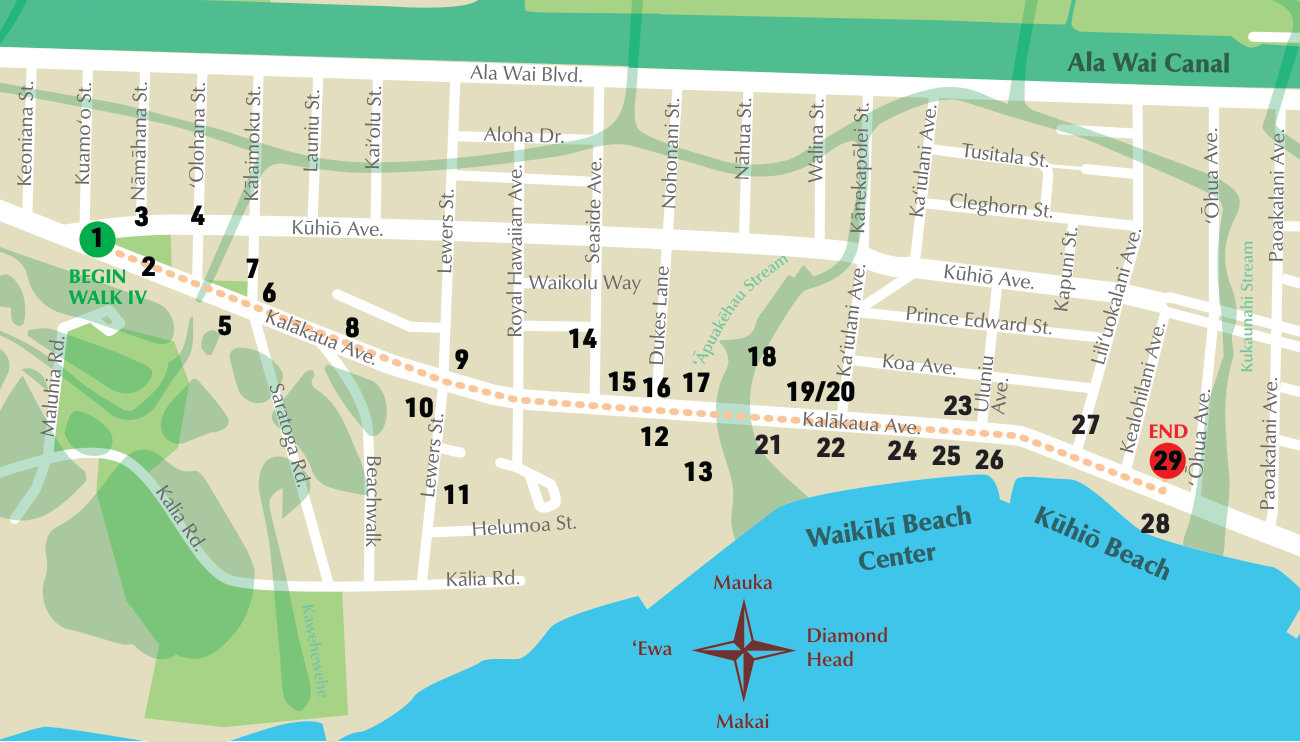 Ala Wai Canal
Ala Wai Blvd.
Keoniana St.
Kuamoʻo St.
Nāmāhana St.
ʻOlohana St.
Kālaimoku St.
Launiu St.
Kaiʻolu St.
Lewers St.
Aloha Dr.
Royal Hawaiian Ave.
Seaside Ave.
Nohonani St.
Nāhua St.
Walina St.
Kānekapōlei St.
Kaʻiulani Ave.
Tusitala St.
Cleghorn St.
Kapuni St.
Liliʻuokalani Ave.
ʻŌhua Ave.
Paoakalani Ave.
Kukaunahi Stream
Kūhiō Ave.
Kūhiō Ave.
Waikolu Way
Dukes Lane
ʻĀpuakēhau Stream
Kaʻiulani Ave.
Prince Edward St.
Koa Ave.
Uluniu
Ave.
Kealohilani Ave.
ʻŌhua Ave.
Paoakalani Ave.
1
BEGIN
WALK IV
2
3
4
5
6
7
8
9
10
11
12
13
14
15
16
17
18
19/20
21
22
23
24
25
26
27
28
END
29
Kalākaua Ave.
Kalākaua Ave.
Maluhia Rd.
Kalia Rd.
Saratoga Rd.
Beachwalk
Lewers St.
Helumoa St.
Kālia Rd.
Kawehewehe
Waikīkī Beach
Center
Kūhiō Beach
Mauka
ʻEwa
Diamond
Head
Makai